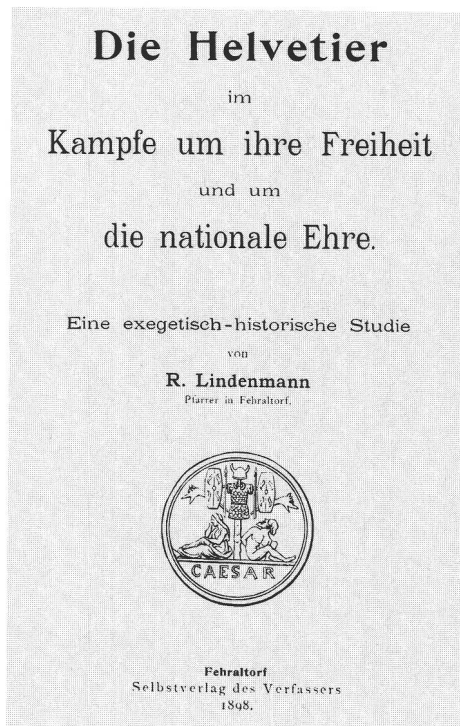 Die Helvetier
im
Kampfe um ihre Freiheit
und um
die nationale Ehre.
Eine exegetisch-historische Studie
von
R. Lindenmann
Pfarrer in Fehraltorf.
CAESAR
Fehraltorf
Selbstverlag des Verfassers
1898.